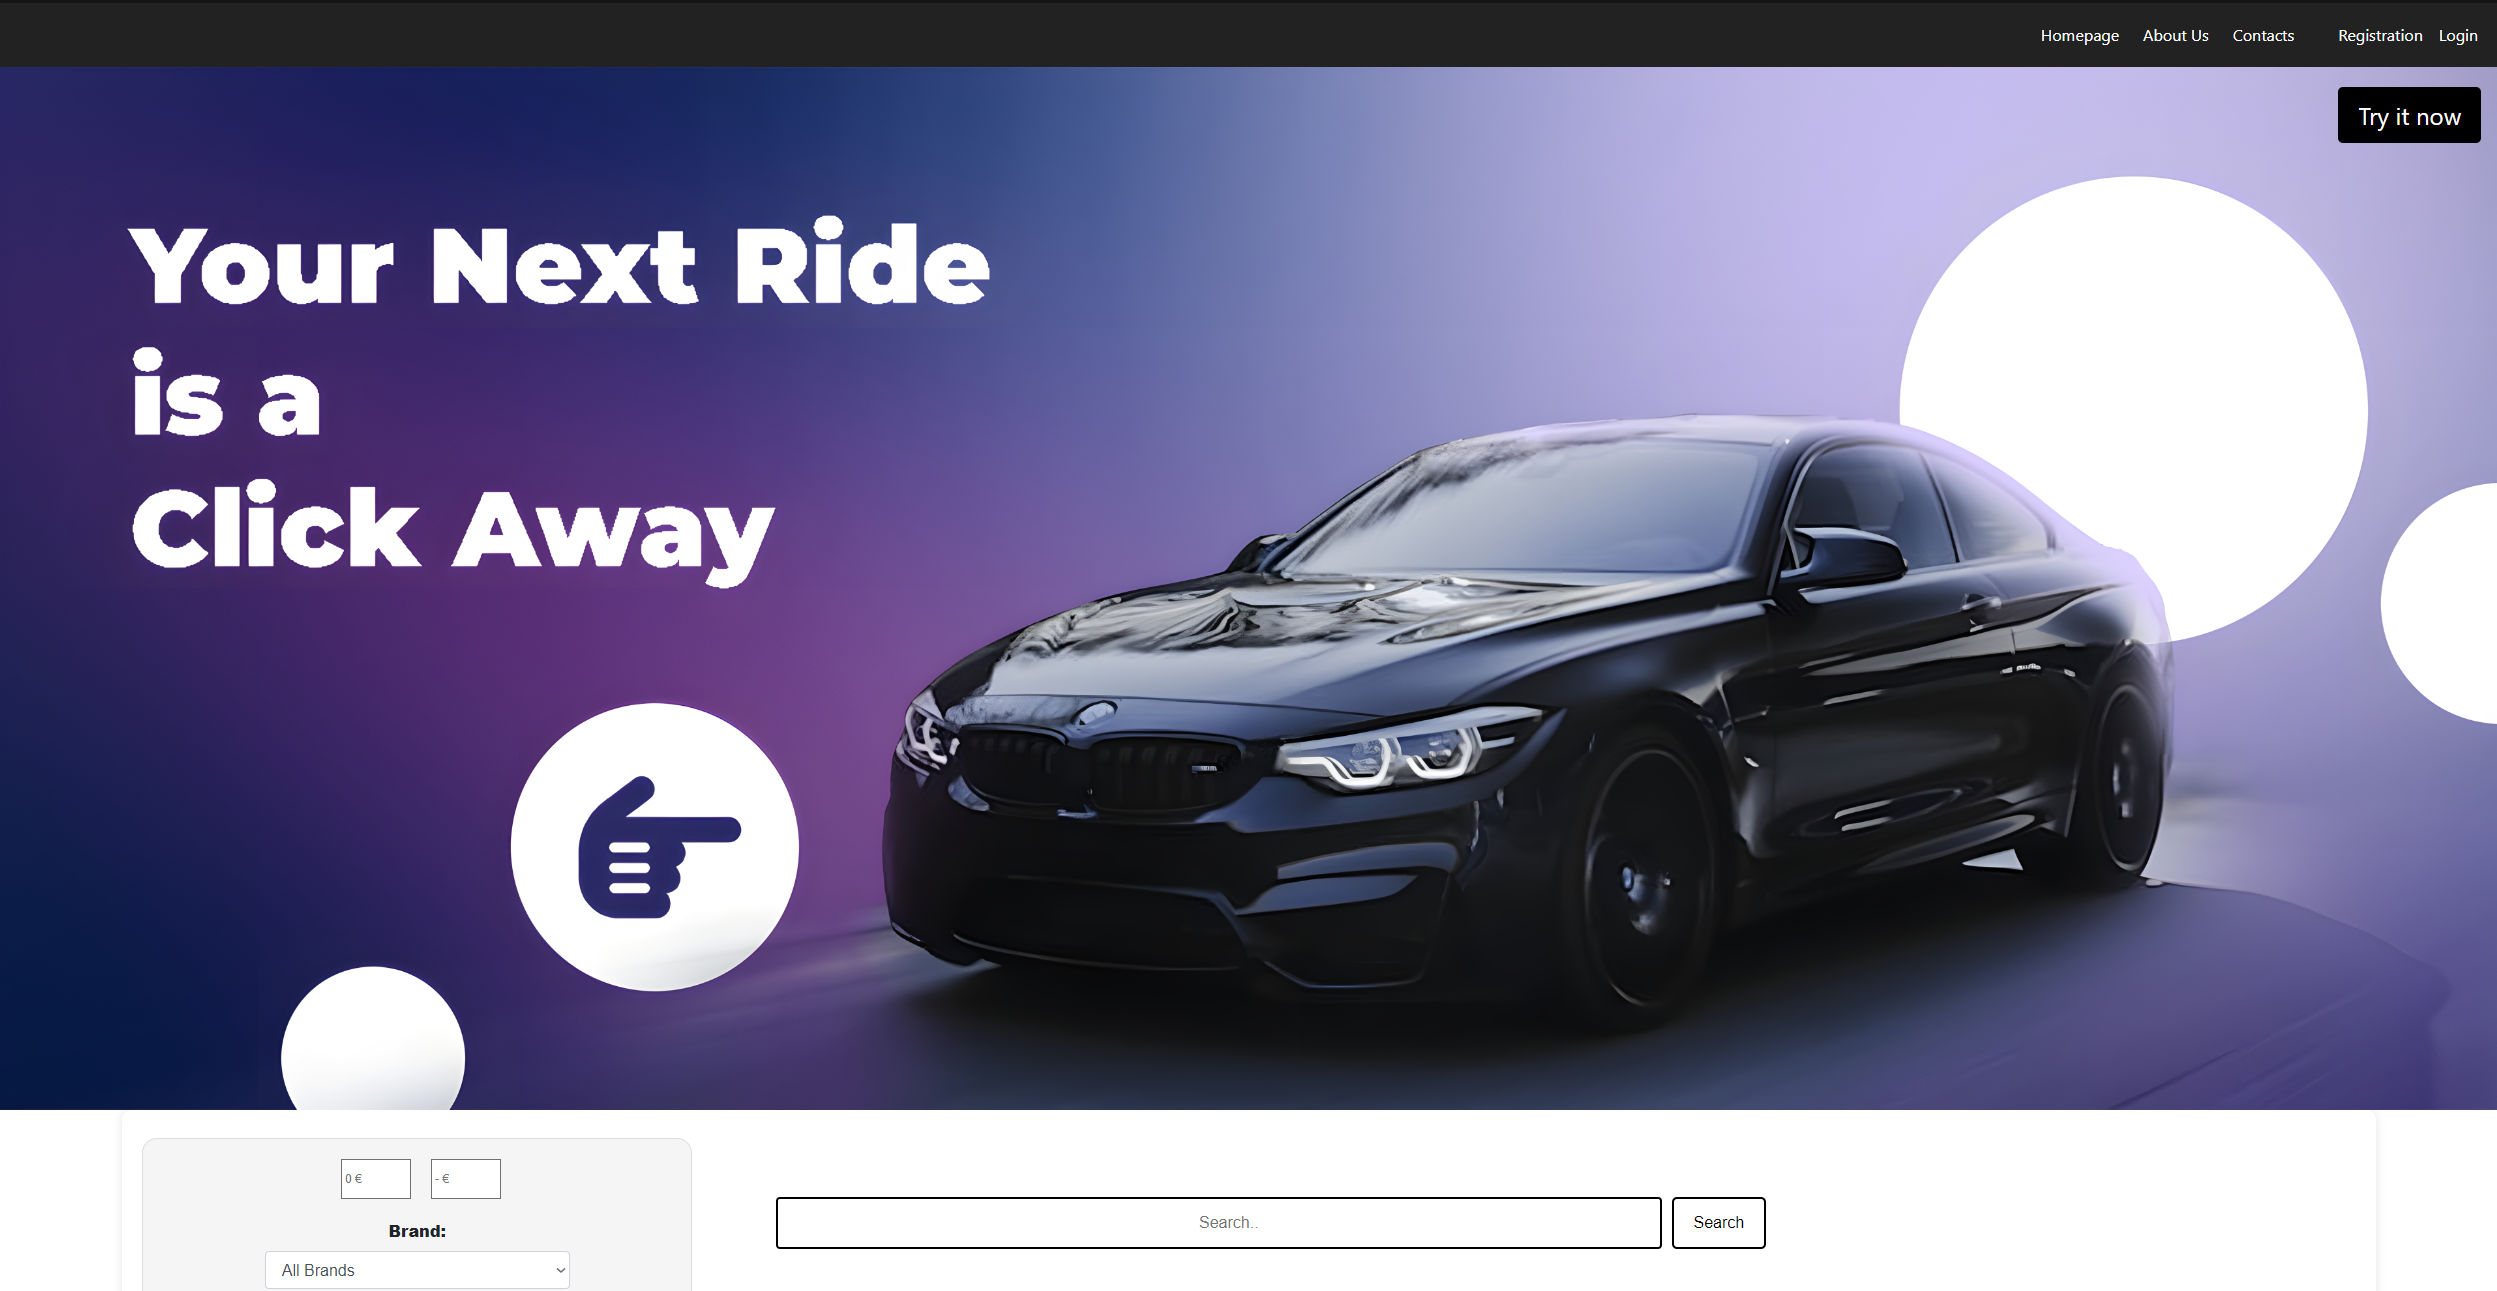 Homepage About Us Contacts Registration Login
Try it now
Your Next Ride
is a
Click Away
0 € - €
Brand:
All Brands
Search.. Search